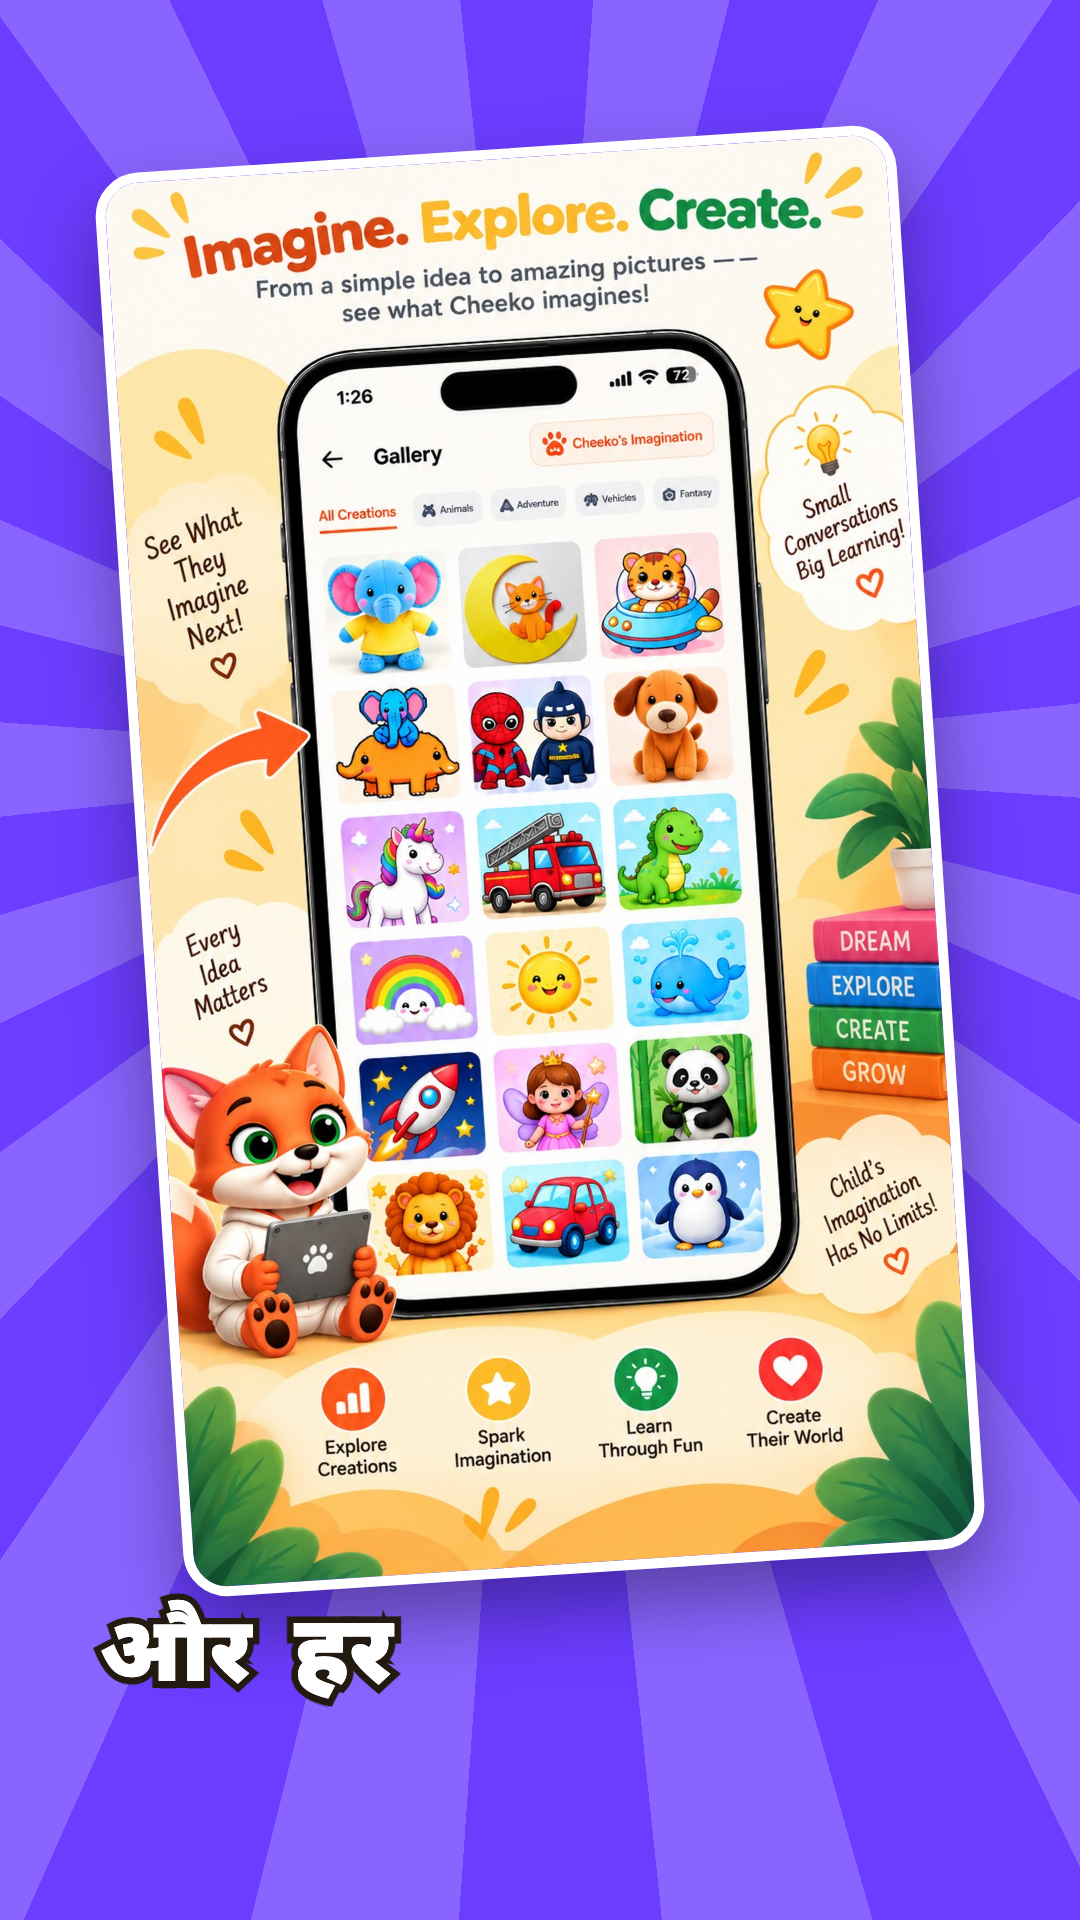 Imagine. Explore. Create.
From a simple idea to amazing pictures — —
see what Cheeko imagines!
1:26
72
Gallery
Cheeko's Imagination
All Creations
Animals
Adventure
Vehicles
Fantasy
See What
They
Imagine
Next!
Small
Conversations
Big Learning!
Every
Idea
Matters
DREAM
EXPLORE
CREATE
GROW
Child's
Imagination
Has No Limits!
Explore
Creations
Spark
Imagination
Learn
Through Fun
Create
Their World
और हर